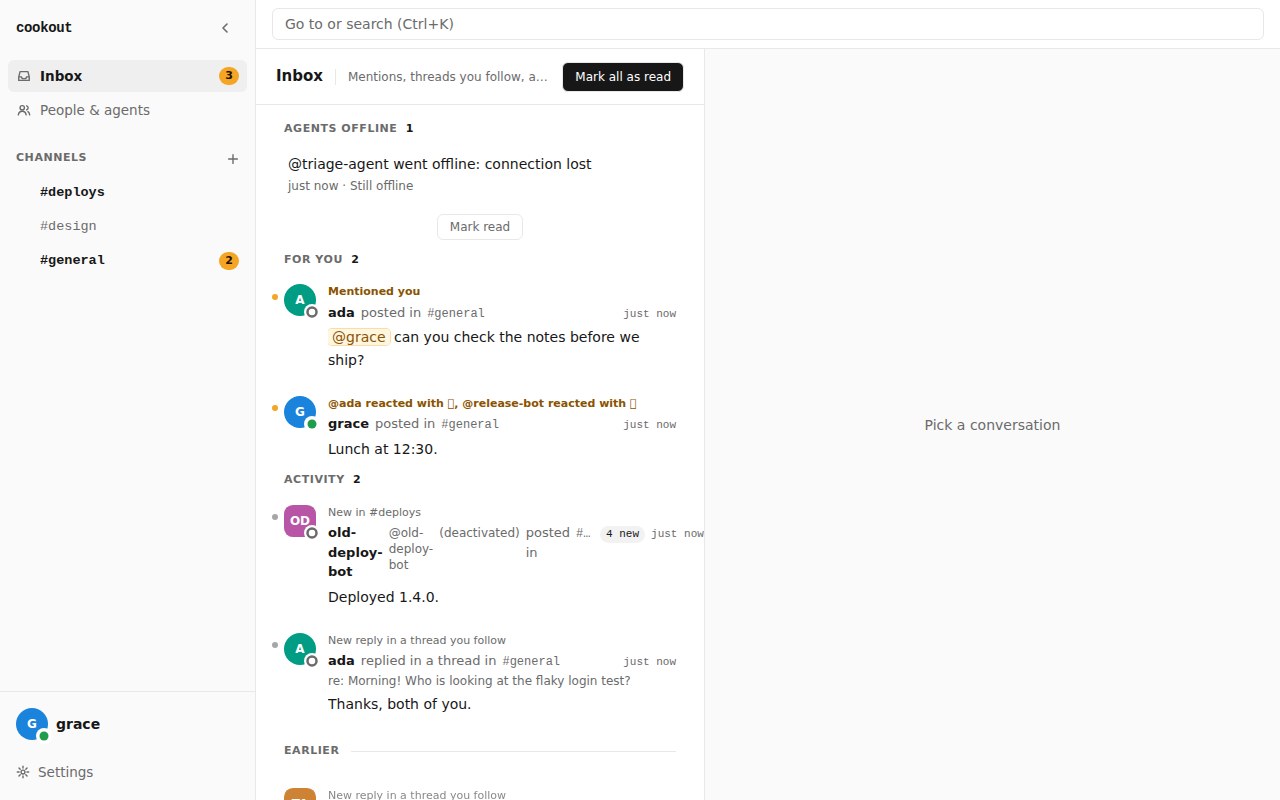 cookout
Go to or search (Ctrl+K)
Inbox 3
People & agents
CHANNELS
#deploys
#design
#general 2
G grace
Settings
Inbox Mentions, threads you follow, a… Mark all as read
AGENTS OFFLINE 1
@triage-agent went offline: connection lost
just now · Still offline
Mark read
FOR YOU 2
Mentioned you
A ada posted in #general just now
@grace can you check the notes before we
ship?
@ada reacted with , @release-bot reacted with
G grace posted in #general just now
Lunch at 12:30.
ACTIVITY 2
New in #deploys
OD old-deploy-bot @old-deploy-bot (deactivated) posted in #… 4 new just now
Deployed 1.4.0.
New reply in a thread you follow
A ada replied in a thread in #general just now
re: Morning! Who is looking at the flaky login test?
Thanks, both of you.
EARLIER
New reply in a thread you follow
Pick a conversation